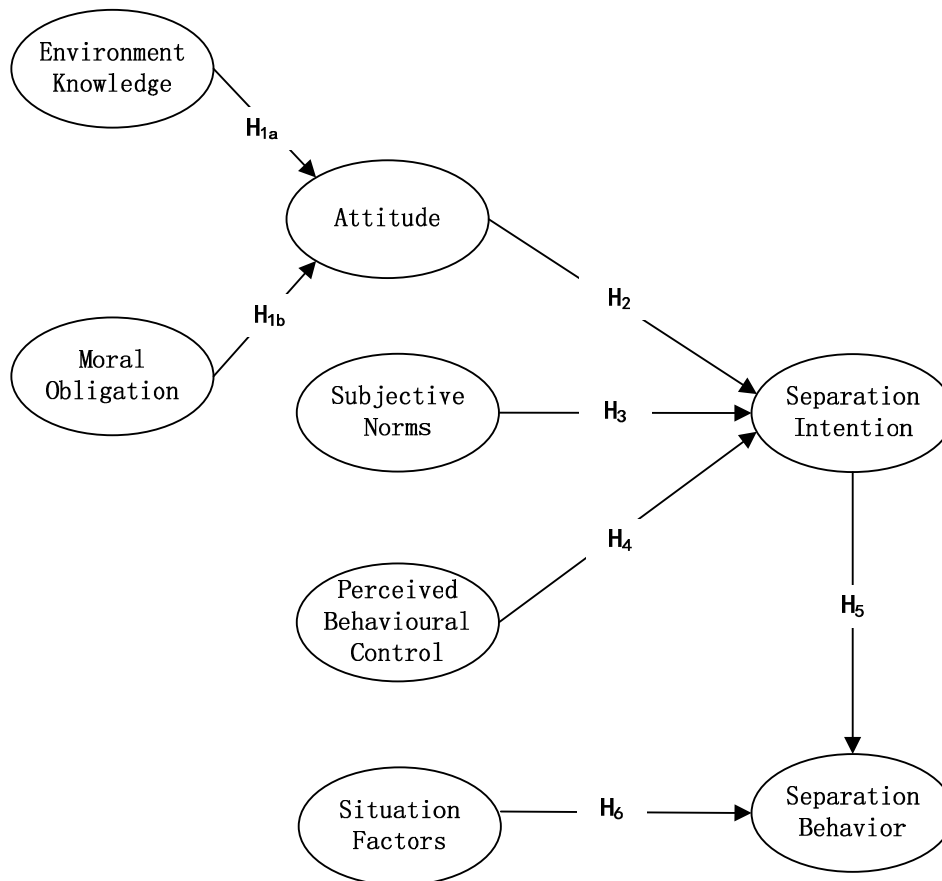 Environment
Knowledge
H1a
Attitude
H1b
H2
Moral
Obligation
Subjective
Norms
H3
Separation
Intention
H4
Perceived
Behavioural
Control
H5
Situation
Factors
H6
Separation
Behavior